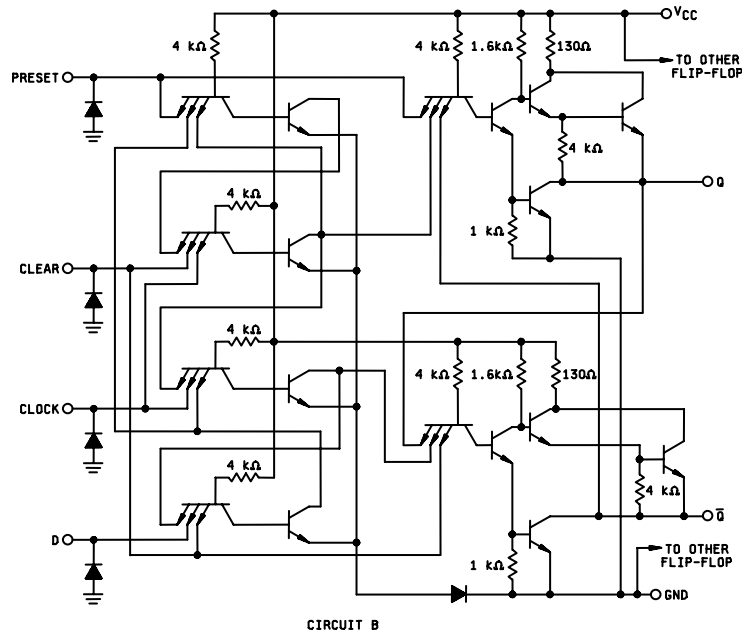 VCC
4 kΩ
4 kΩ
1.6kΩ
130Ω
TO OTHER
FLIP-FLOP
PRESET
4 kΩ
4 kΩ
Q
1 kΩ
CLEAR
4 kΩ
4 kΩ
1.6kΩ
130Ω
CLOCK
4 kΩ
4 kΩ
Q̅
D
1 kΩ
TO OTHER
FLIP-FLOP
GND
CIRCUIT B